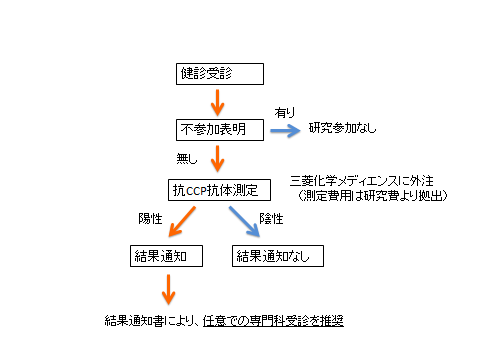 健診受診
有り
不参加表明
研究参加なし
無し
抗CCP抗体測定
三菱化学メディエンスに外注
（測定費用は研究費より拠出）
陽性
陰性
結果通知
結果通知なし
結果通知書により、任意での専門科受診を推奨